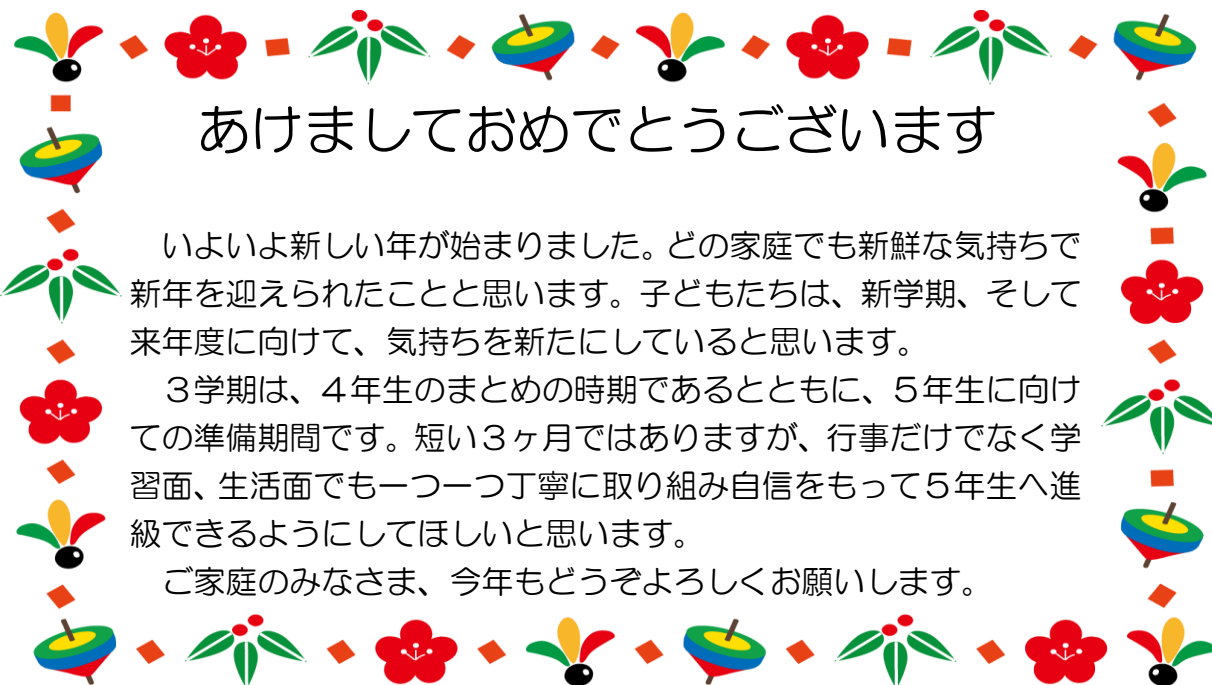 あけましておめでとうございます
　いよいよ新しい年が始まりました。どの家庭でも新鮮な気持ちで
新年を迎えられたことと思います。子どもたちは、新学期、そして
来年度に向けて、気持ちを新たにしていると思います。
　３学期は、４年生のまとめの時期であるとともに、５年生に向け
ての準備期間です。短い３ヶ月ではありますが、行事だけでなく学
習面、生活面でも一つ一つ丁寧に取り組み自信をもって５年生へ進
級できるようにしてほしいと思います。
　ご家庭のみなさま、今年もどうぞよろしくお願いします。